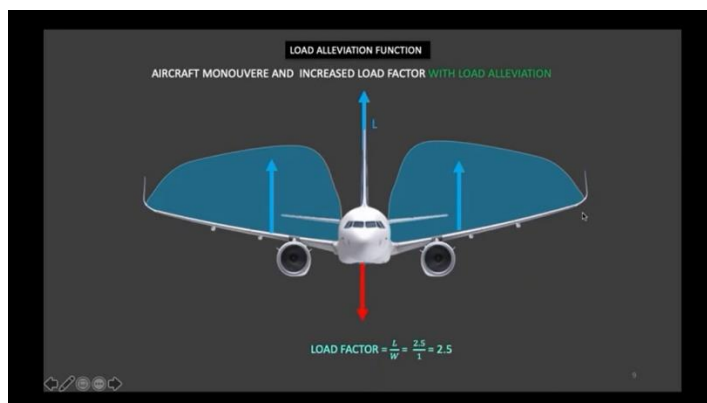 LOAD ALLEVIATION FUNCTION
AIRCRAFT MONOUVERE AND INCREASED LOAD FACTOR WITH LOAD ALLEVIATION
L
LOAD FACTOR = L/W = 2.5/1 = 2.5
9